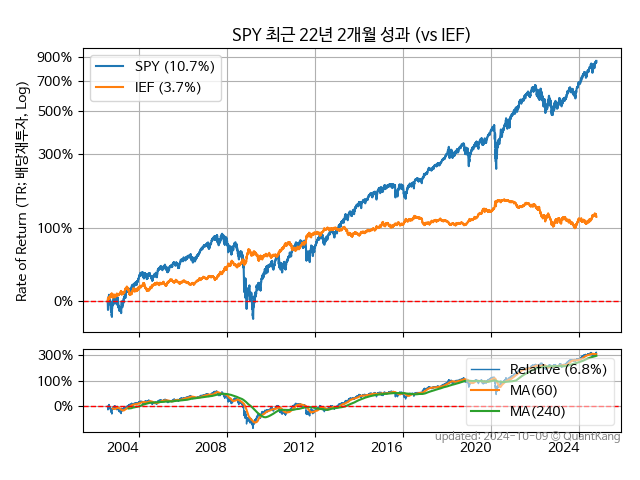 SPY 최근 22년 2개월 성과 (vs IEF)
Rate of Return (TR: 배당재투자, Log)
900%
700%
500%
300%
100%
0%
SPY (10.7%)
IEF (3.7%)
300%
100%
0%
Relative (6.8%)
MA(60)
MA(240)
2004
2008
2012
2016
2020
2024
updated: 2024-10-09 © QuantKang